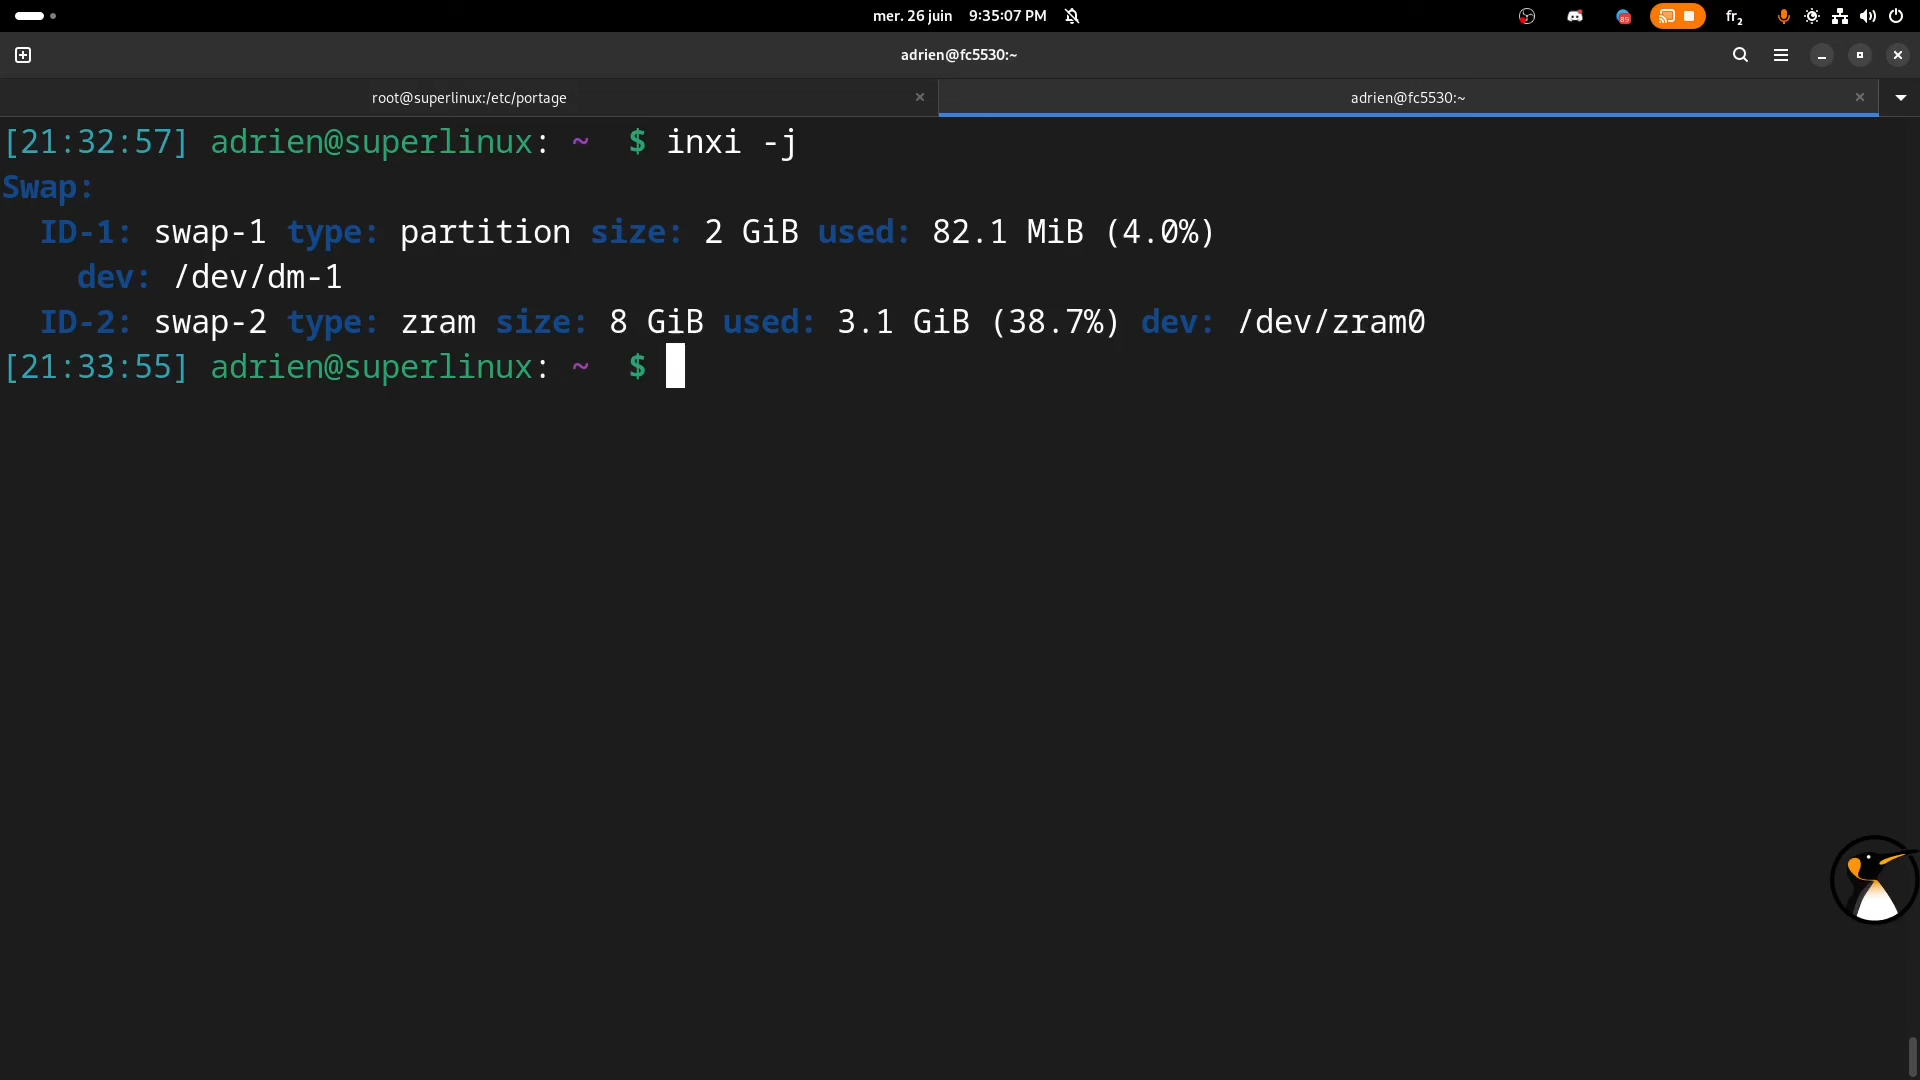 mer. 26 juin 9:35:07 PM
89
fr2
adrien@fc5530:~
root@superlinux:/etc/portage
adrien@fc5530:~
[21:32:57] adrien@superlinux: ~ $ inxi -j
Swap:
ID-1: swap-1 type: partition size: 2 GiB used: 82.1 MiB (4.0%)
dev: /dev/dm-1
ID-2: swap-2 type: zram size: 8 GiB used: 3.1 GiB (38.7%) dev: /dev/zram0
[21:33:55] adrien@superlinux: ~ $